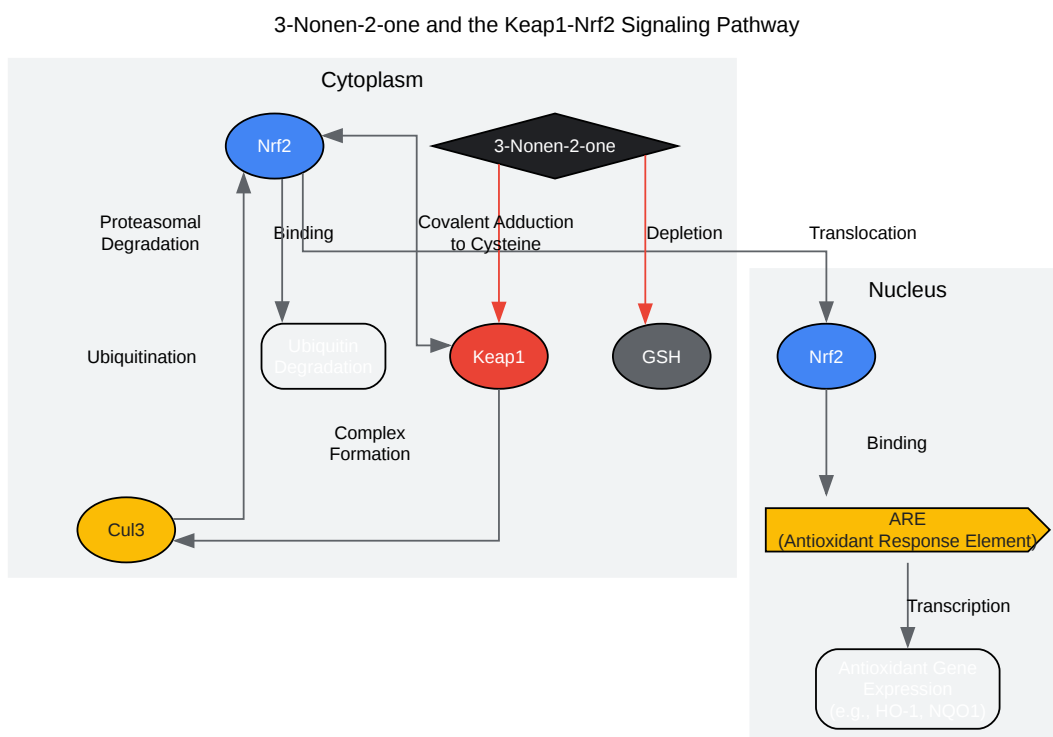 3-Nonen-2-one and the Keap1-Nrf2 Signaling Pathway
Cytoplasm
Nrf2
3-Nonen-2-one
Proteasomal
Degradation
Binding
Covalent Adduction
to Cysteine
Depletion
Translocation
Nucleus
Ubiquitination
Ubiquitin
Degradation
Keap1
GSH
Nrf2
Complex
Formation
Binding
Cul3
ARE
(Antioxidant Response Element)
Transcription
Antioxidant Gene
Expression
(e.g., HO-1, NQO1)